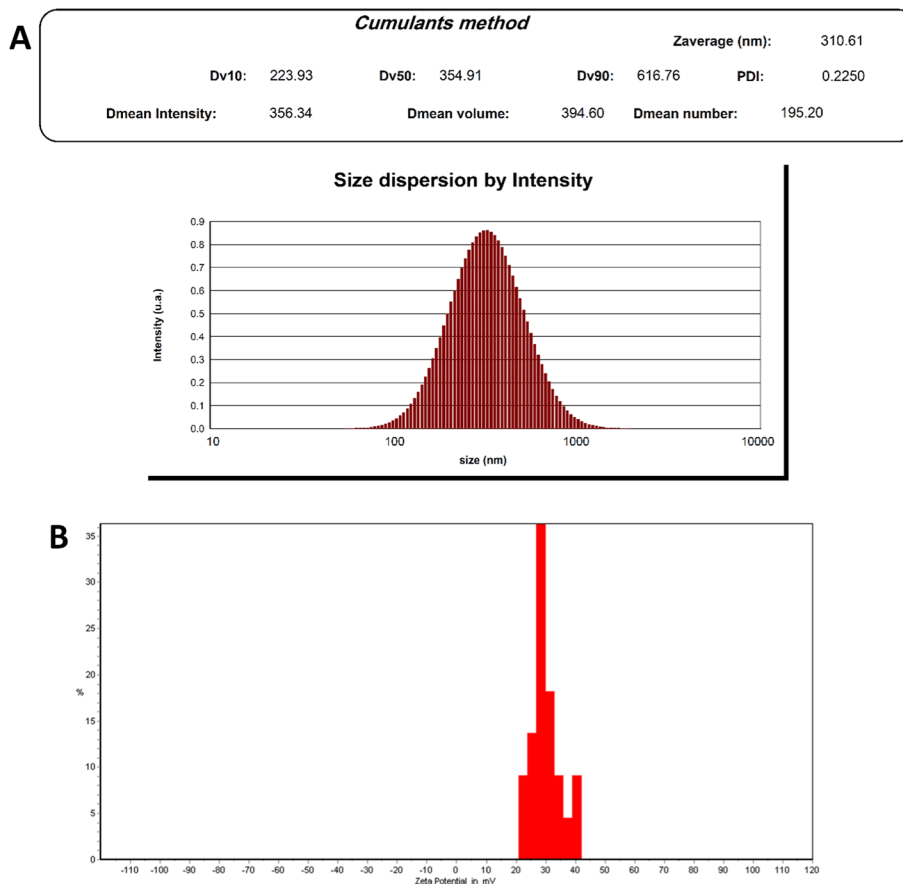 A
Cumulants method
Zaverage (nm): 310.61
Dv10: 223.93 Dv50: 354.91 Dv90: 616.76 PDI: 0.2250
Dmean Intensity: 356.34 Dmean volume: 394.60 Dmean number: 195.20
Size dispersion by Intensity
0.9
0.8
0.7
0.6
0.5
0.4
0.3
0.2
0.1
0.0
Intensity (u.a.)
10 100 1000 10000
size (nm)
B
35
30
25
20
15
10
5
0
%
-110 -100 -90 -80 -70 -60 -50 -40 -30 -20 -10 0 10 20 30 40 50 60 70 80 90 100 110 120
Zeta Potential in mV